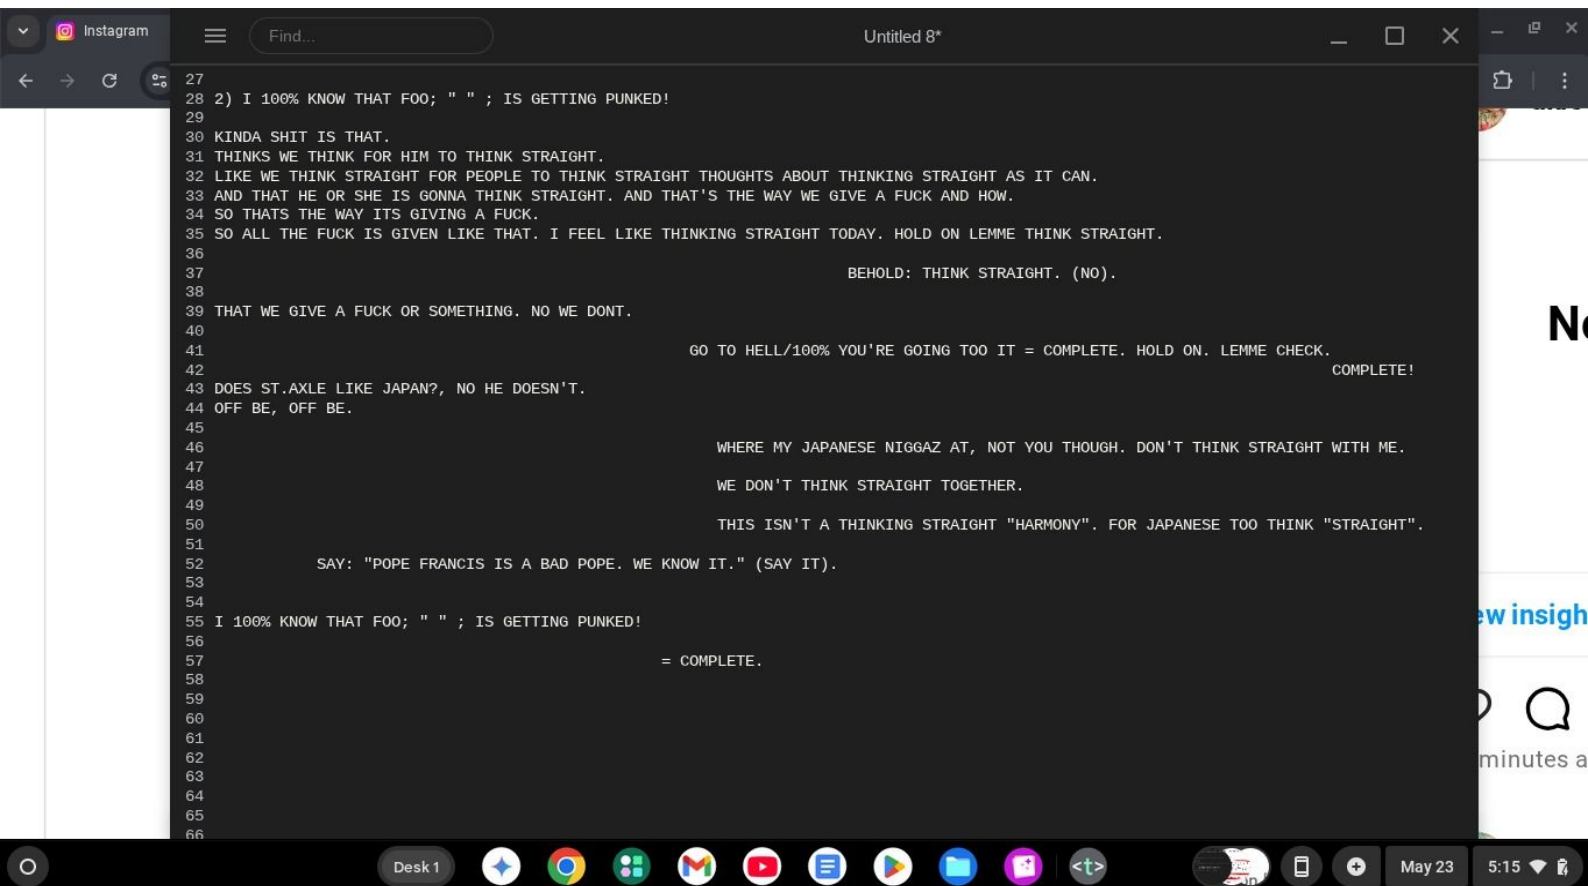 Instagram
Find...
Untitled 8*
27
28 2) I 100% KNOW THAT FOO; " " ; IS GETTING PUNKED!
29
30 KINDA SHIT IS THAT.
31 THINKS WE THINK FOR HIM TO THINK STRAIGHT.
32 LIKE WE THINK STRAIGHT FOR PEOPLE TO THINK STRAIGHT THOUGHTS ABOUT THINKING STRAIGHT AS IT CAN.
33 AND THAT HE OR SHE IS GONNA THINK STRAIGHT. AND THAT'S THE WAY WE GIVE A FUCK AND HOW.
34 SO THATS THE WAY ITS GIVING A FUCK.
35 SO ALL THE FUCK IS GIVEN LIKE THAT. I FEEL LIKE THINKING STRAIGHT TODAY. HOLD ON LEMME THINK STRAIGHT.
36
37 BEHOLD: THINK STRAIGHT. (NO).
38
39 THAT WE GIVE A FUCK OR SOMETHING. NO WE DONT.
40
41 GO TO HELL/100% YOU'RE GOING TOO IT = COMPLETE. HOLD ON. LEMME CHECK.
42 COMPLETE!
43 DOES ST.AXLE LIKE JAPAN?, NO HE DOESN'T.
44 OFF BE, OFF BE.
45
46 WHERE MY JAPANESE NIGGAZ AT, NOT YOU THOUGH. DON'T THINK STRAIGHT WITH ME.
47
48 WE DON'T THINK STRAIGHT TOGETHER.
49
50 THIS ISN'T A THINKING STRAIGHT "HARMONY". FOR JAPANESE TOO THINK "STRAIGHT".
51
52 SAY: "POPE FRANCIS IS A BAD POPE. WE KNOW IT." (SAY IT).
53
54
55 I 100% KNOW THAT FOO; " " ; IS GETTING PUNKED!
56
57 = COMPLETE.
58
59
60
61
62
63
64
65
66
ew insigh
minutes a
Desk 1
<t>
May 23
5:15